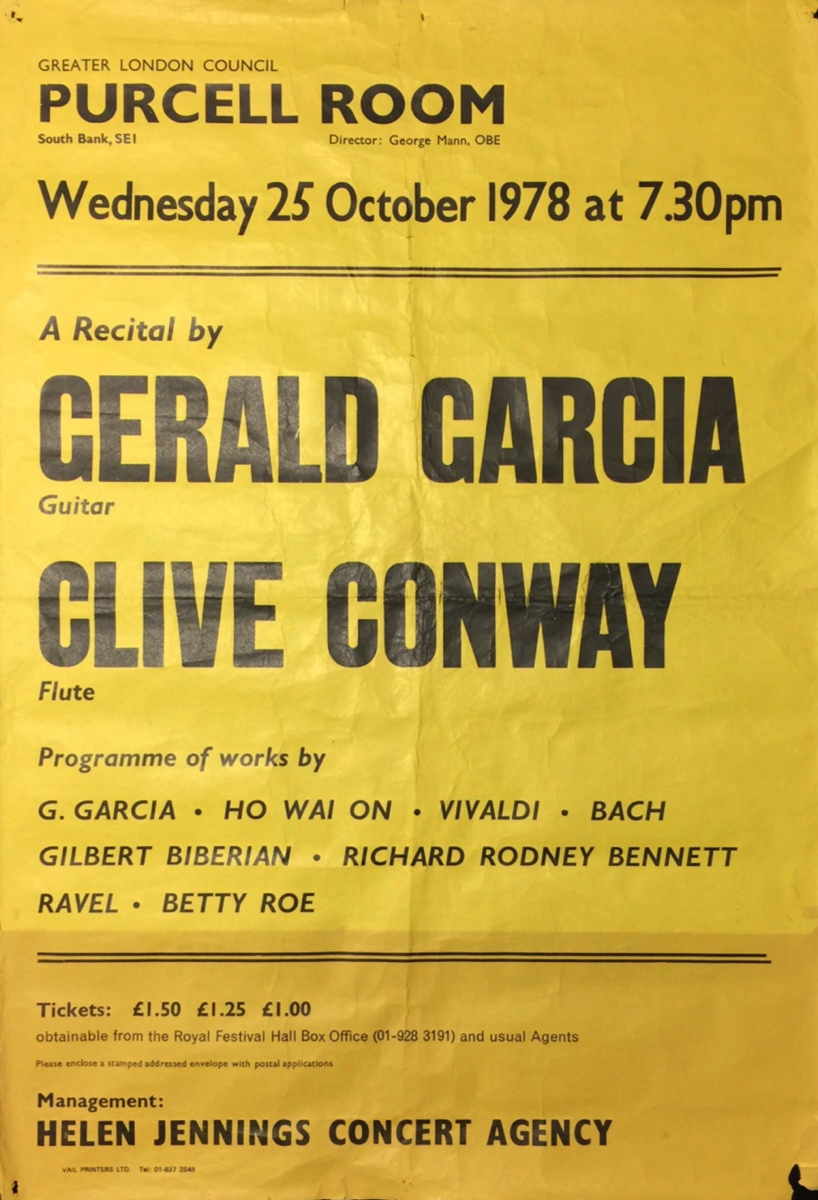 GREATER LONDON COUNCIL
PURCELL ROOM
South Bank, SE1 Director: George Mann, OBE
Wednesday 25 October 1978 at 7.30pm
A Recital by
GERALD GARCIA
Guitar
CLIVE CONWAY
Flute
Programme of works by
G. GARCIA • HO WAI ON • VIVALDI • BACH
GILBERT BIBERIAN • RICHARD RODNEY BENNETT
RAVEL • BETTY ROE
Tickets: £1.50 £1.25 £1.00
obtainable from the Royal Festival Hall Box Office (01-928 3191) and usual Agents
Please enclose a stamped addressed envelope with postal applications
Management:
HELEN JENNINGS CONCERT AGENCY
VAIL PRINTERS LTD. Tel: 01-837